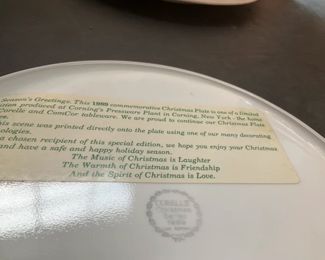 Season's Greetings. This 1989 commemorative Christmas Plate is one of a limited
produced at Corning's Pressware Plant in Corning, New York - the home
Corelle and ComCor tableware. We are proud to continue our Christmas Plate
his scene was printed directly onto the plate using one of our many decorating
ologies.
a chosen recipient of this special edition, we hope you enjoy your Christmas
and have a safe and happy holiday season.
The Music of Christmas is Laughter
The Warmth of Christmas is Friendship
And the Spirit of Christmas is Love.
CORELLE
Christmas